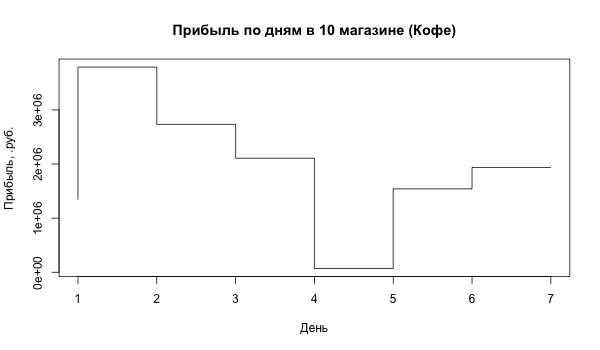 Прибыль по дням в 10 магазине (Кофе)
Прибыль, .руб.
3e+06
2e+06
1e+06
0e+00
1 2 3 4 5 6 7
День